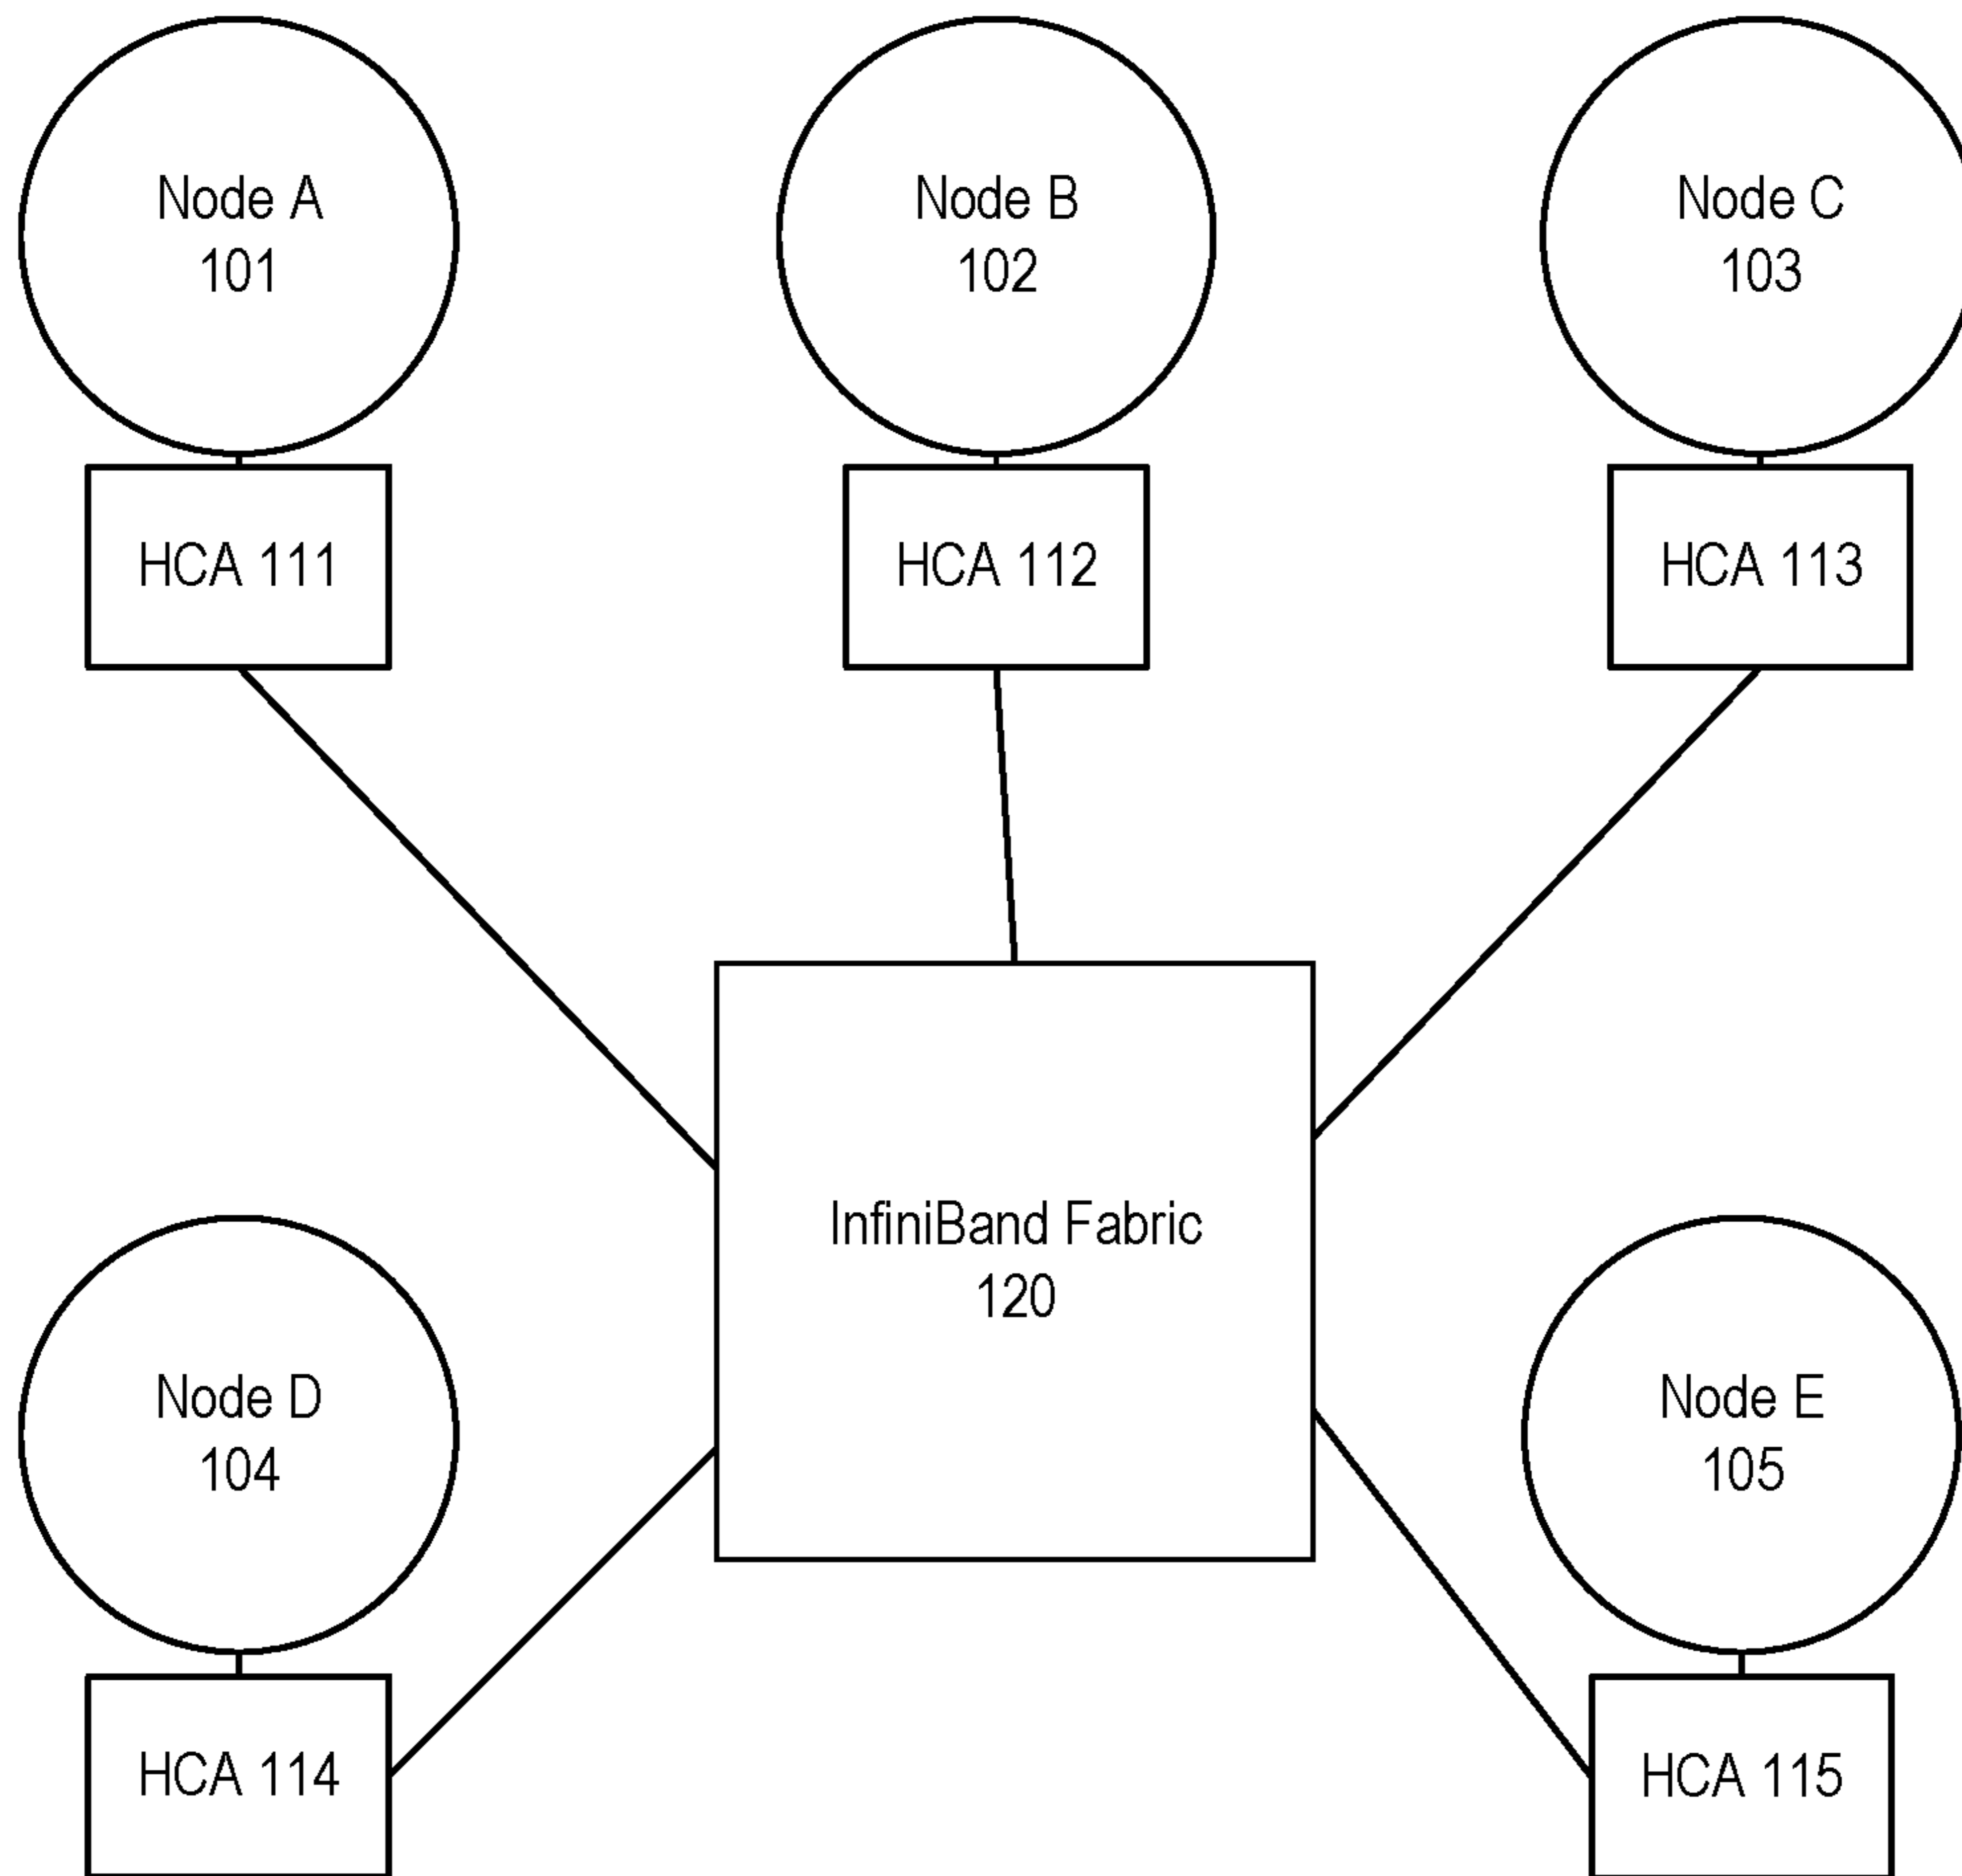 Node A
101
Node B
102
Node C
103
HCA 111
HCA 112
HCA 113
InfiniBand Fabric
120
Node D
104
Node E
105
HCA 114
HCA 115